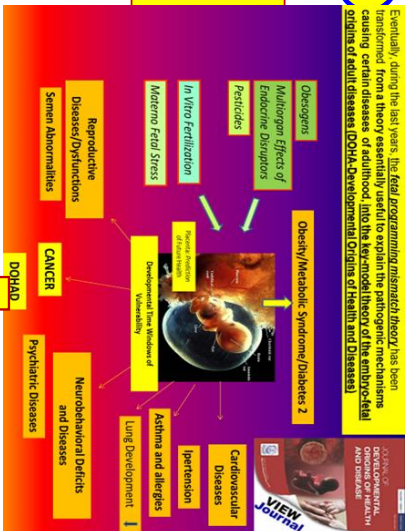 Eventually, during the last years, the fetal programming mismatch theory has been
transformed from a theory essentially useful to explain the pathogenic mechanisms
causing certain diseases of adulthood, into the key-model theory of the embryo-fetal
origins of adult diseases (DOHA-Developmental Origins of Health and Diseases)
Obesogens
Multiorgan Effects of
Endocrine Disruptors
Pesticides
In Vitro Fertilization
Materno Fetal Stress
Obesity/Metabolic Syndrome/Diabetes 2
JOURNAL OF
DEVELOPMENTAL
ORIGINS OF HEALTH
AND DISEASE
VIEW
Journal
Placenta: Prediction
of Future Health
Developmental Time Windows of
Vulnerability
Cardiovascular
Diseases
Ipertension
Asthma and allergies
Lung Development
Reproductive
Diseases/Dysfunctions
Semen Abnormalities
CANCER
Neurobehavioral Deficits
and Diseases
Psychiatric Diseases
DOHAD